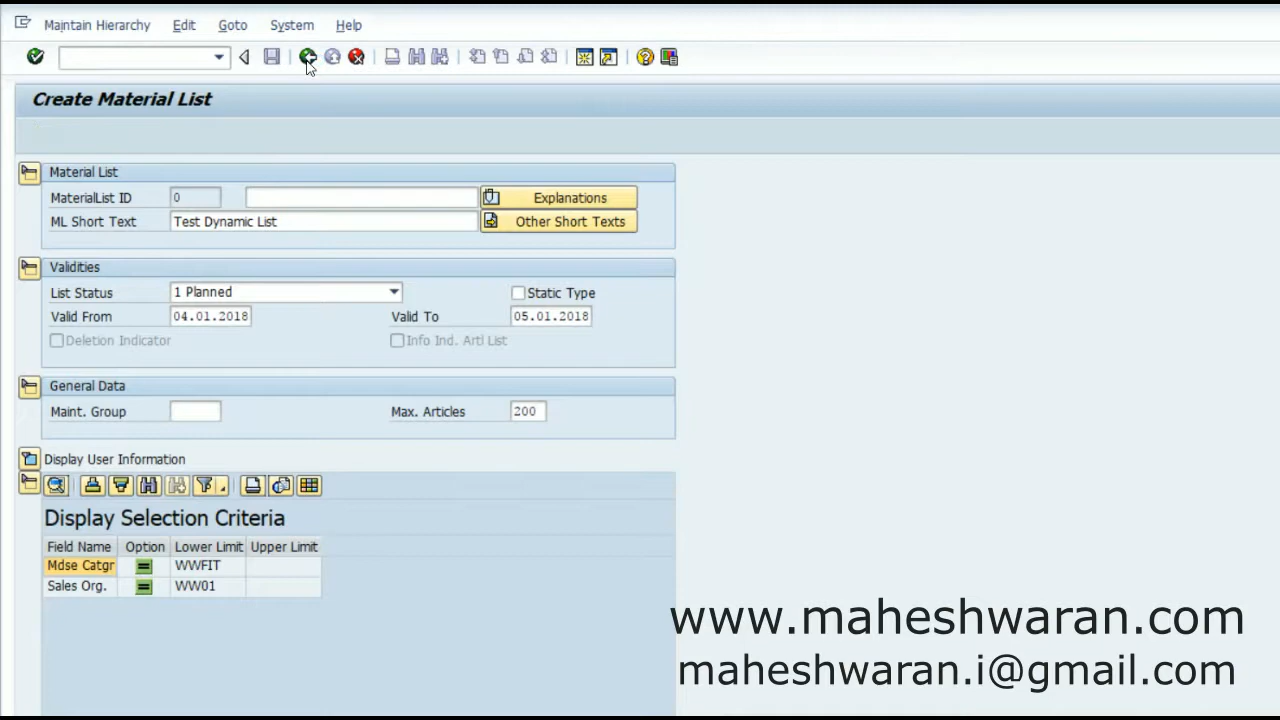 Maintain Hierarchy Edit Goto System Help
Create Material List
Material List
MaterialList ID 0 Explanations
ML Short Text Test Dynamic List Other Short Texts
Validities
List Status 1 Planned Static Type
Valid From 04.01.2018 Valid To 05.01.2018
Deletion Indicator Info Ind. Artl List
General Data
Maint. Group Max. Articles 200
Display User Information
Display Selection Criteria
Field Name Option Lower Limit Upper Limit
Mdse Catgr = WWFIT
Sales Org. = WW01
www.maheshwaran.com
maheshwaran.i@gmail.com